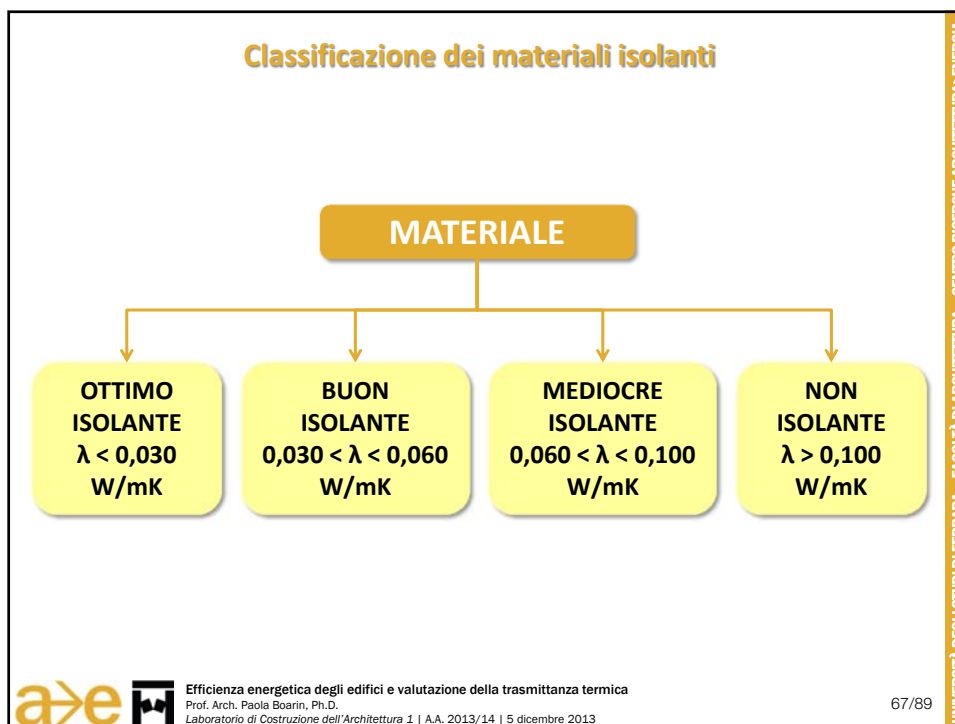 Classificazione dei materiali isolanti
MATERIALE
OTTIMO
ISOLANTE
λ < 0,030
W/mK
BUON
ISOLANTE
0,030 < λ < 0,060
W/mK
MEDIOCRE
ISOLANTE
0,060 < λ < 0,100
W/mK
NON
ISOLANTE
λ > 0,100
W/mK
a>e
Efficienza energetica degli edifici e valutazione della trasmittanza termica
Prof. Arch. Paola Boarin, Ph.D.
Laboratorio di Costruzione dell'Architettura 1 | A.A. 2013/14 | 5 dicembre 2013
67/89